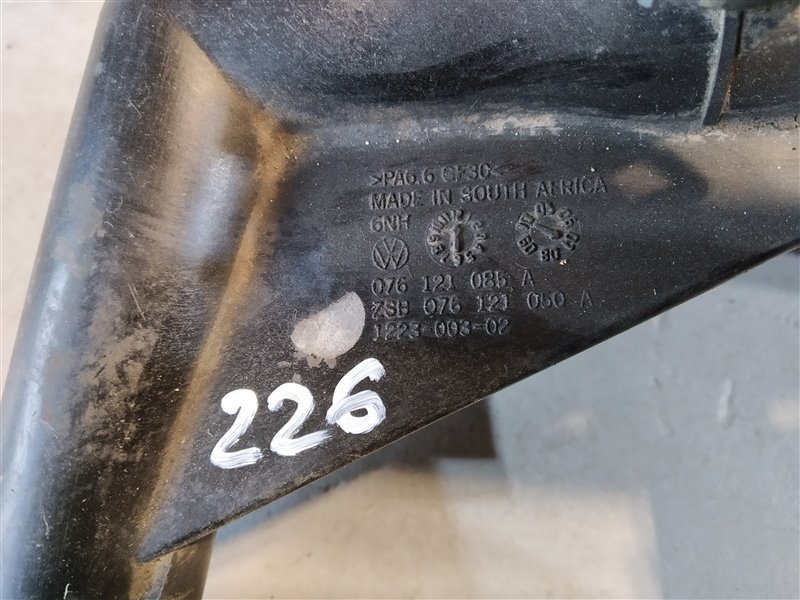 >PA6.6 GF30<
MADE IN SOUTH AFRICA
6NH
076 121 085 A
ZSB 076 121 060 A
1223 003-02
226